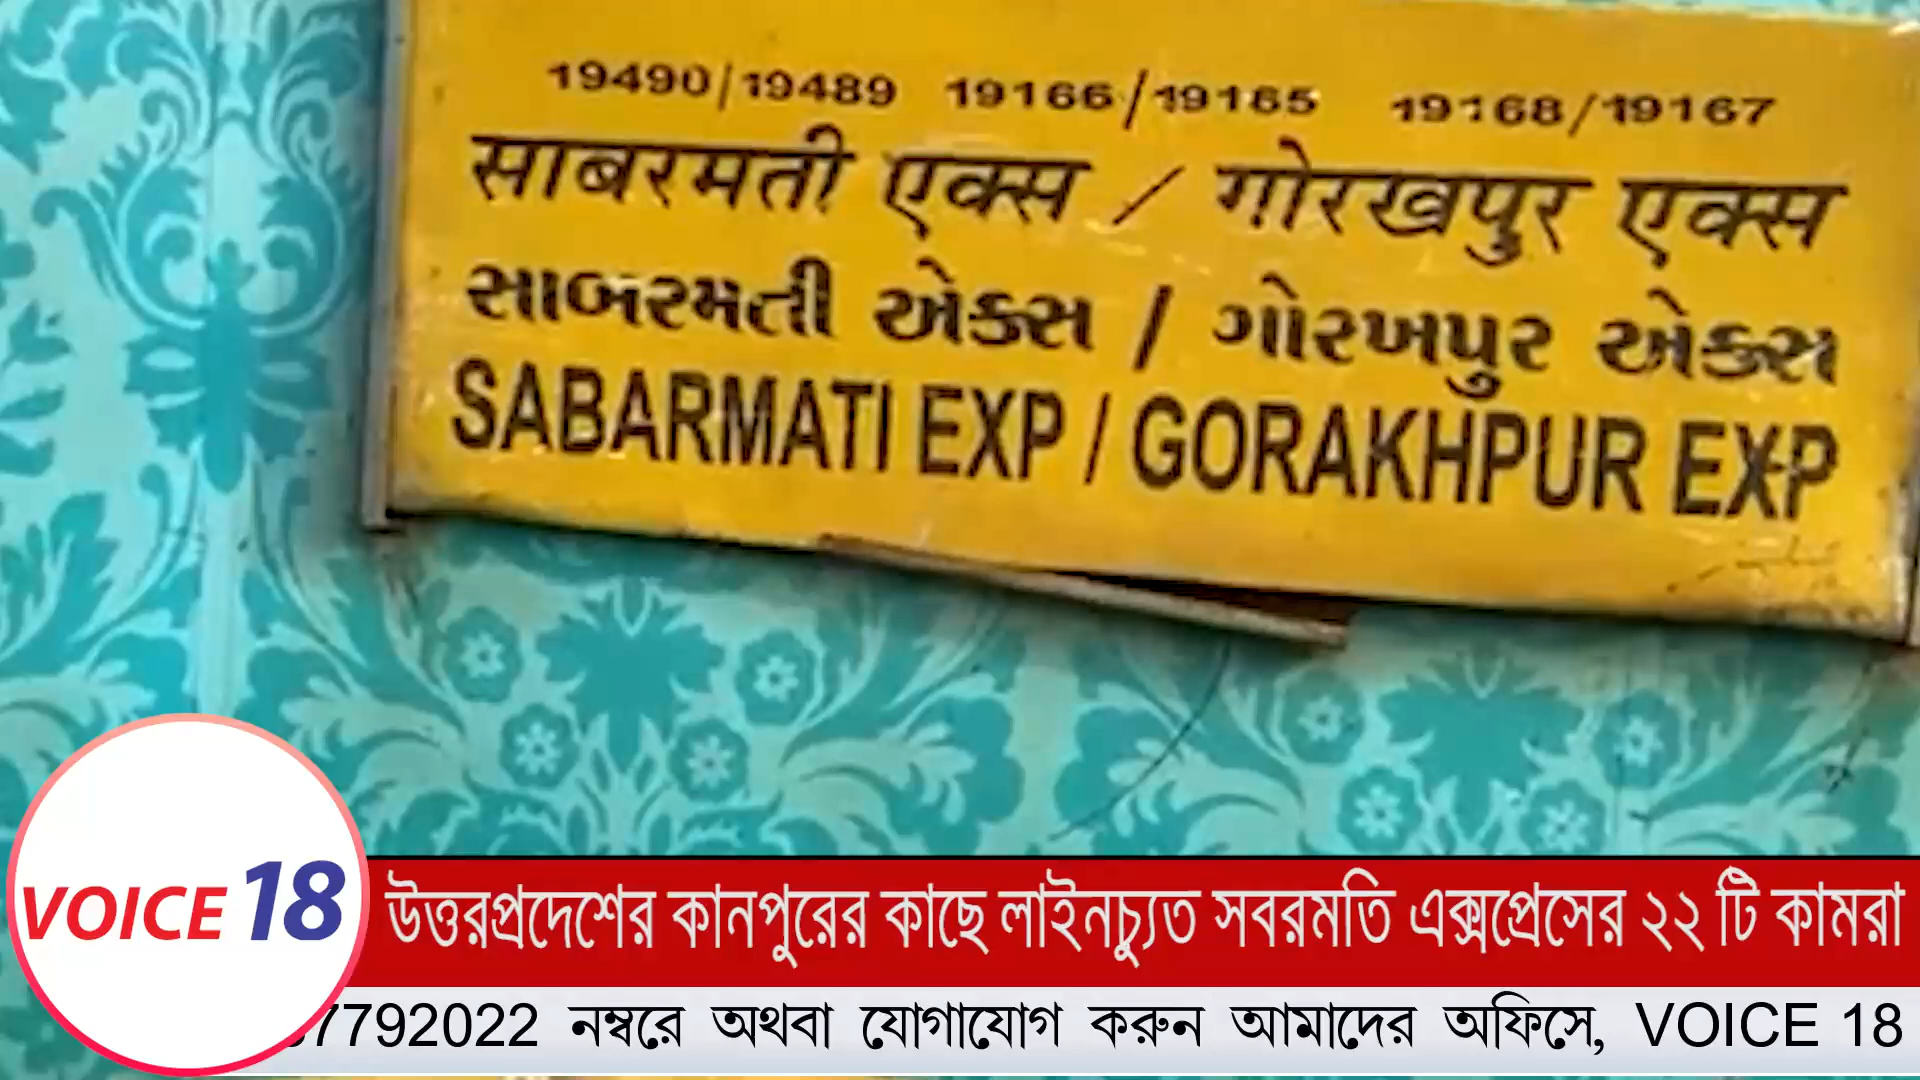 19490/19489 19166/19165 19168/19167
साबरमती एक्स / गोरखपुर एक्स
સાબરમતી એક્સ / ગોરખપુર એક્સ
SABARMATI EXP / GORAKHPUR EXP
VOICE 18
উত্তরপ্রদেশের কানপুরের কাছে লাইনচ্যুত সবরমতি এক্সপ্রেসের ২২ টি কামরা
7792022 নম্বরে অথবা যোগাযোগ করুন আমাদের অফিসে, VOICE 18